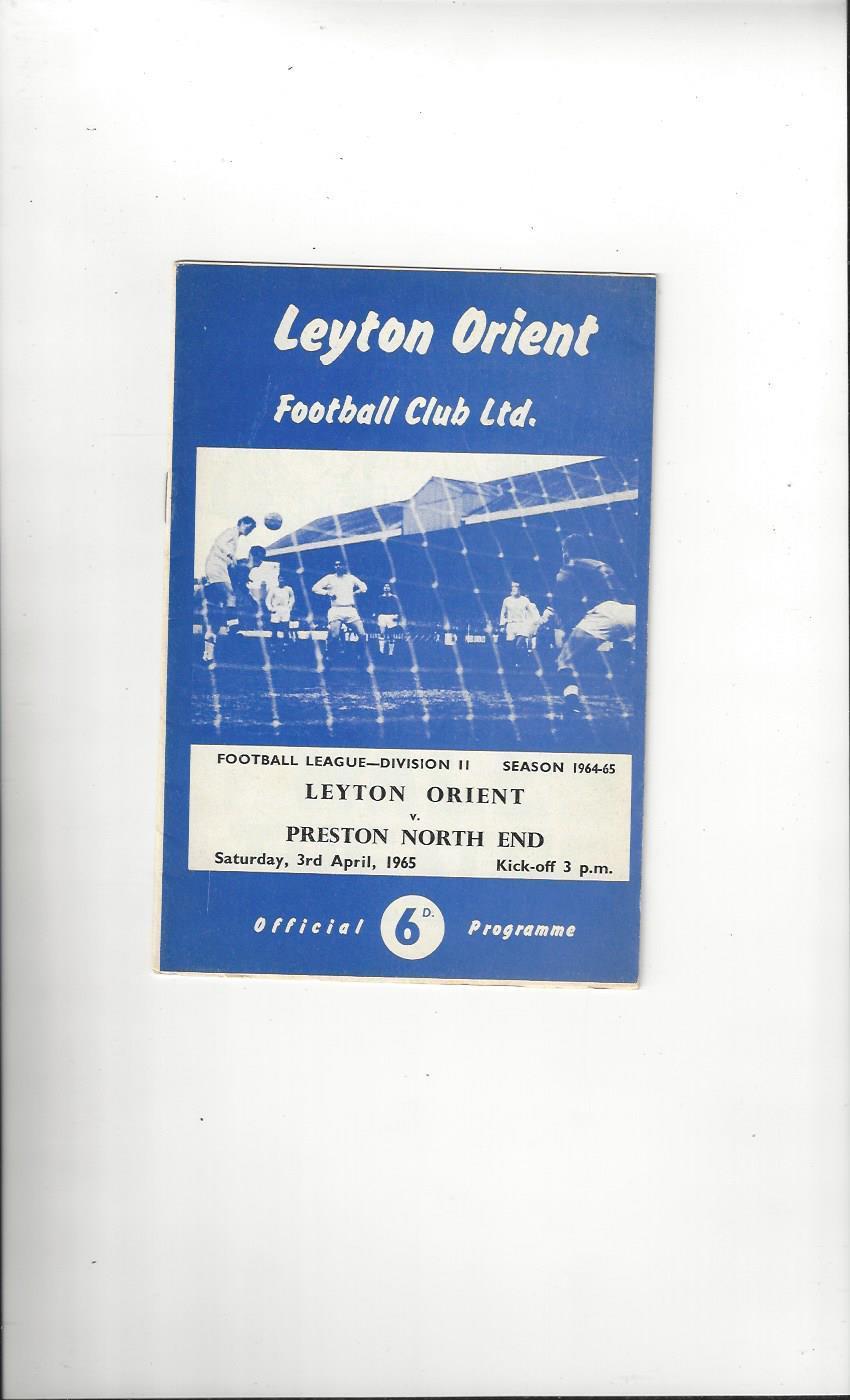 Leyton Orient
Football Club Ltd.
FOOTBALL LEAGUE—DIVISION II SEASON 1964-65
LEYTON ORIENT
v.
PRESTON NORTH END
Saturday, 3rd April, 1965 Kick-off 3 p.m.
Official 6D. Programme